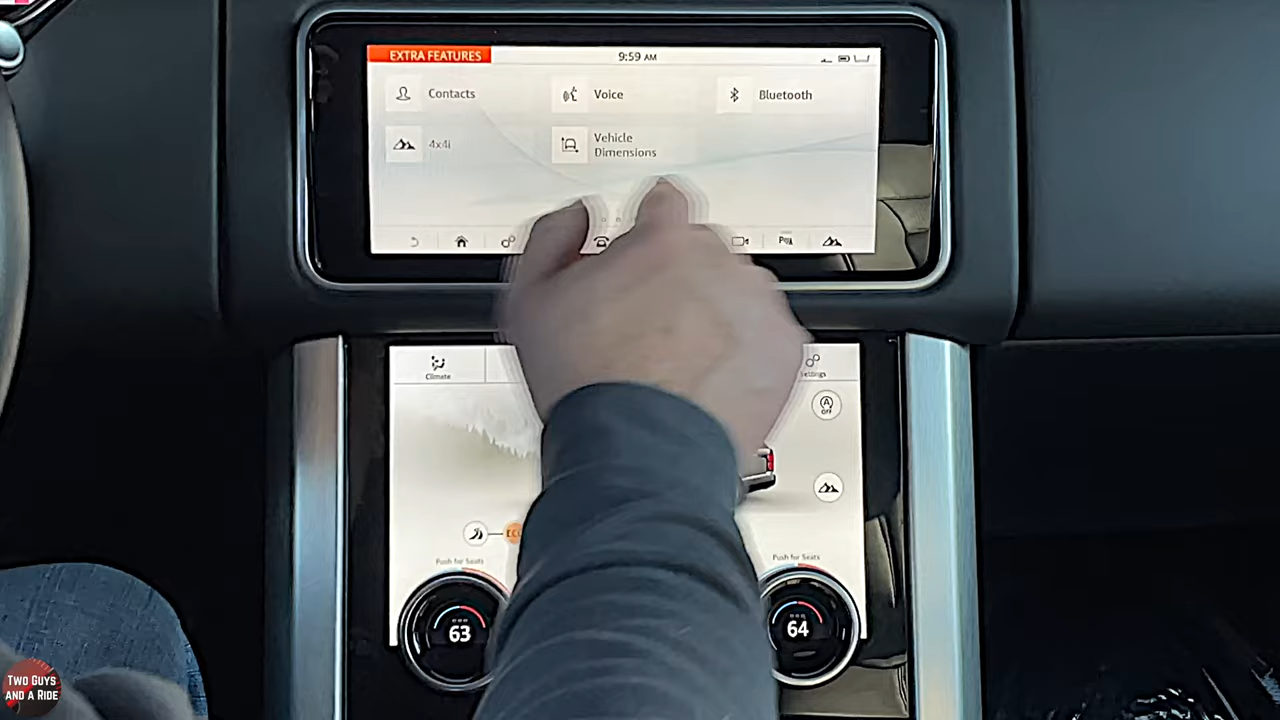 EXTRA FEATURES
9:59 AM
Contacts
Voice
Bluetooth
4x4i
Vehicle
Dimensions
Climate
OFF
Push for Seats
Push for Seats
63
64
TWO GUYS
AND A RIDE